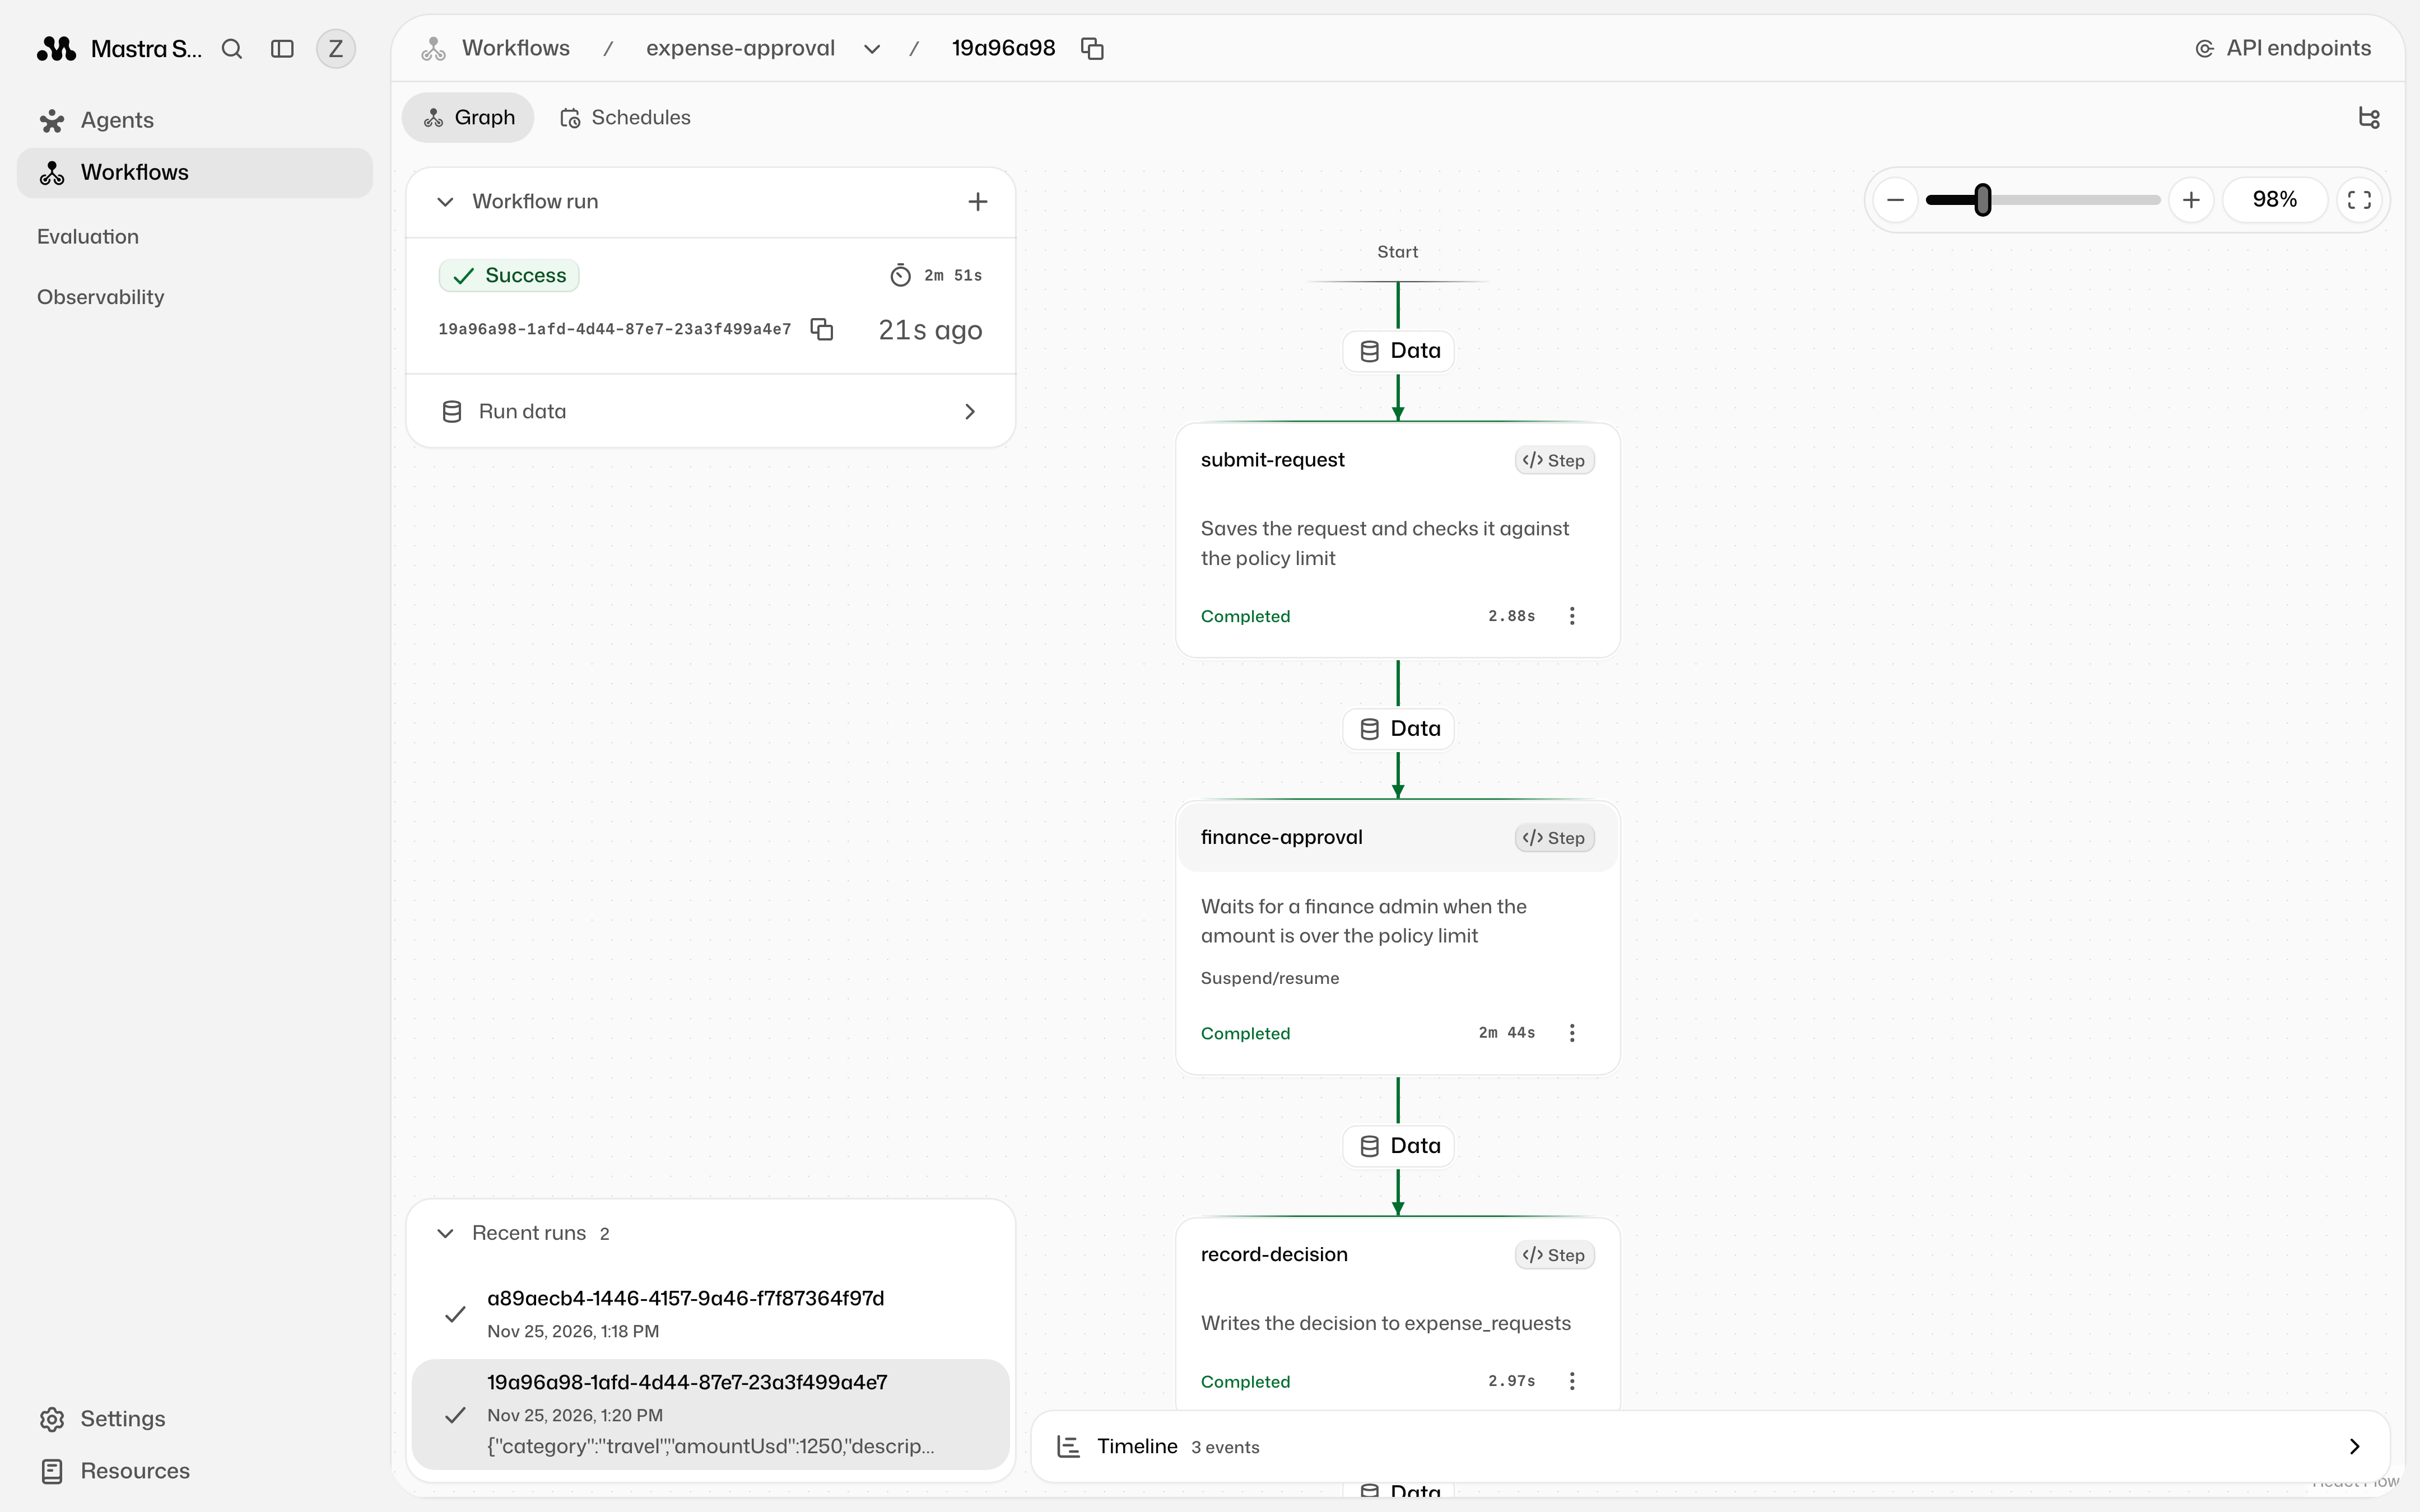 Mastra S...
Z
Agents
Workflows
Evaluation
Observability
Settings
Resources
Workflows / expense-approval / 19a96a98
API endpoints
Graph
Schedules
Workflow run
Success
2m 51s
19a96a98-1afd-4d44-87e7-23a3f499a4e7
21s ago
Run data
98%
Start
Data
submit-request
Step
Saves the request and checks it against
the policy limit
Completed
2.88s
Data
finance-approval
Step
Waits for a finance admin when the
amount is over the policy limit
Suspend/resume
Completed
2m 44s
Data
record-decision
Step
Writes the decision to expense_requests
Completed
2.97s
Recent runs 2
a89aecb4-1446-4157-9a46-f7f87364f97d
Nov 25, 2026, 1:18 PM
19a96a98-1afd-4d44-87e7-23a3f499a4e7
Nov 25, 2026, 1:20 PM
{"category":"travel","amountUsd":1250,"descrip...
Timeline 3 events
Data
React Flow